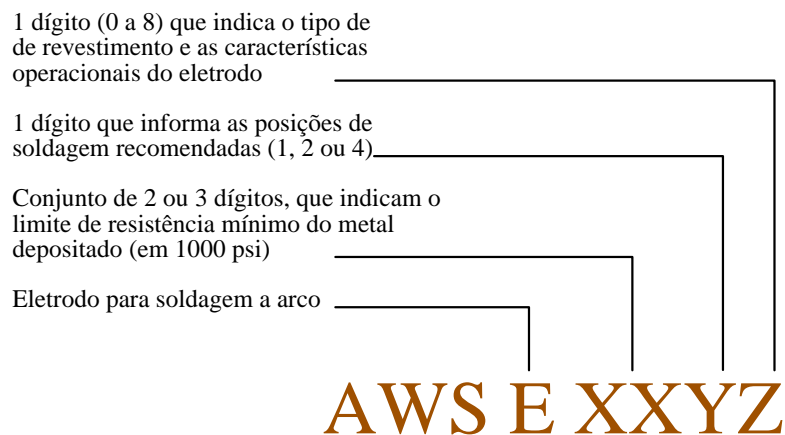 1 dígito (0 a 8) que indica o tipo de
de revestimento e as características
operacionais do eletrodo
1 dígito que informa as posições de
soldagem recomendadas (1, 2 ou 4)
Conjunto de 2 ou 3 dígitos, que indicam o
limite de resistência mínimo do metal
depositado (em 1000 psi)
Eletrodo para soldagem a arco
AWS E XXYZ